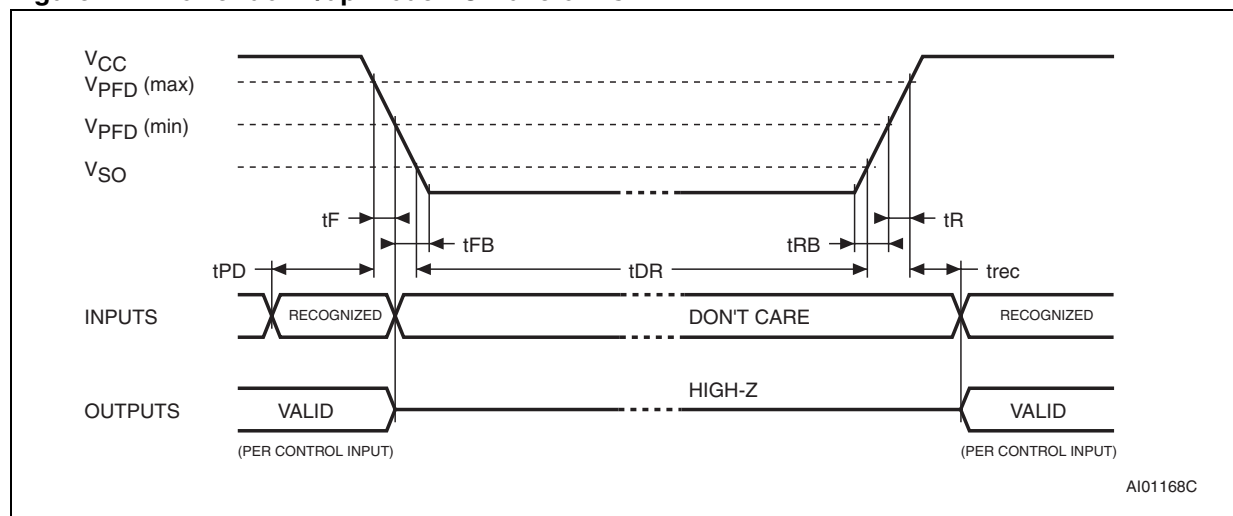 VCC
VPFD (max)
VPFD (min)
VSO
tF
tR
tFB
tRB
tPD
tDR
trec
INPUTS
RECOGNIZED
DON'T CARE
RECOGNIZED
HIGH-Z
OUTPUTS
VALID
VALID
(PER CONTROL INPUT)
(PER CONTROL INPUT)
AI01168C